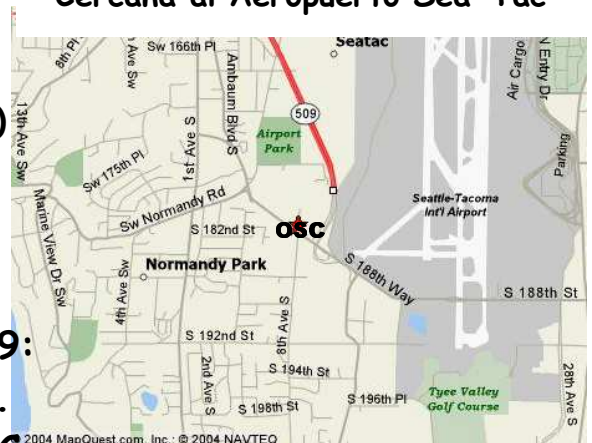 Cercana al Aeropuerto Sea-Tac
Sw 166th Pl
Seatac
8th Pl
Ave Sw
Ambaum Blvd S
509
Air Cargo
N Entry Dr
13th Ave Sw
1st Ave S
Airport
Park
Parking
)
Sw 175th Pl
Marine View Dr Sw
Sw Normandy Rd
Seattle-Tacoma
Int'l Airport
S 182nd St
osc
Normandy Park
S 188th Way
S 188th St
4th Ave Sw
8th Ave S
9:
S 192nd St
2nd Ave S
S 194th St
28th Ave S
S 196th Pl
Tyee Valley
Golf Course
.
S 198th St
2004 MapQuest.com, Inc.; © 2004 NAVTEQ